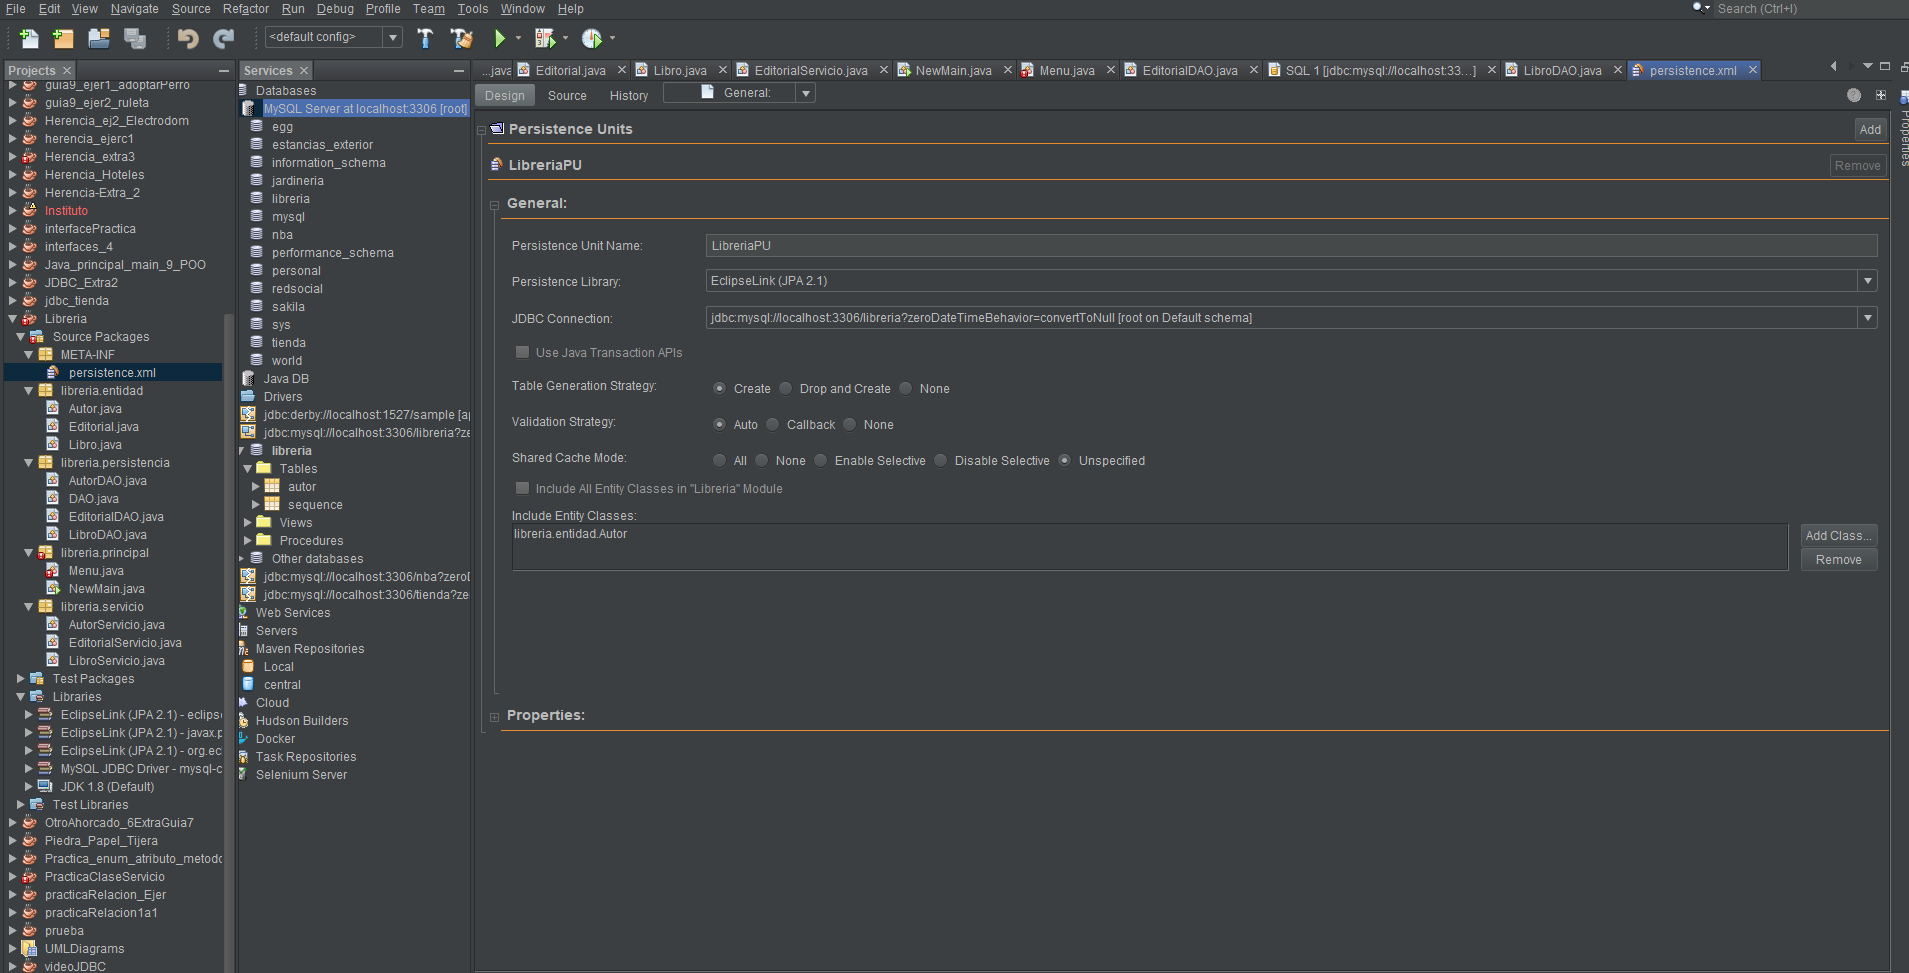 File Edit View Navigate Source Refactor Run Debug Profile Team Tools Window Help
Search (Ctrl+I)
<default config>
Projects
guia9_ejer1_adoptarPerro
guia9_ejer2_ruleta
Herencia_ej2_Electrodom
herencia_ejerc1
Herencia_extra3
Herencia_Hoteles
Herencia-Extra_2
Instituto
interfacePractica
interfaces_4
Java_principal_main_9_POO
JDBC_Extra2
jdbc_tienda
Libreria
Source Packages
META-INF
persistence.xml
libreria.entidad
Autor.java
Editorial.java
Libro.java
libreria.persistencia
AutorDAO.java
DAO.java
EditorialDAO.java
LibroDAO.java
libreria.principal
Menu.java
NewMain.java
libreria.servicio
AutorServicio.java
EditorialServicio.java
LibroServicio.java
Test Packages
Libraries
EclipseLink (JPA 2.1) - eclips
EclipseLink (JPA 2.1) - javax.p
EclipseLink (JPA 2.1) - org.ecl
MySQL JDBC Driver - mysql-c
JDK 1.8 (Default)
Test Libraries
OtroAhorcado_6ExtraGuia7
Piedra_Papel_Tijera
Practica_enum_atributo_metodo
PracticaClaseServicio
practicaRelacion_Ejer
practicaRelacion1a1
prueba
UMLDiagrams
videoJDBC
Services
Databases
MySQL Server at localhost:3306 [root]
egg
estancias_exterior
information_schema
jardineria
libreria
mysql
nba
performance_schema
personal
redsocial
sakila
sys
tienda
world
Java DB
Drivers
jdbc:derby://localhost:1527/sample [a
jdbc:mysql://localhost:3306/libreria?ze
libreria
Tables
autor
sequence
Views
Procedures
Other databases
jdbc:mysql://localhost:3306/nba?zero
jdbc:mysql://localhost:3306/tienda?ze
Web Services
Servers
Maven Repositories
Local
central
Cloud
Hudson Builders
Docker
Task Repositories
Selenium Server
...java Editorial.java Libro.java EditorialServicio.java NewMain.java Menu.java EditorialDAO.java SQL 1 [jdbc:mysql://localhost:33...] LibroDAO.java persistence.xml
Design Source History General:
Persistence Units Add
LibreriaPU Remove
General:
Persistence Unit Name: LibreriaPU
Persistence Library: EclipseLink (JPA 2.1)
JDBC Connection: jdbc:mysql://localhost:3306/libreria?zeroDateTimeBehavior=convertToNull [root on Default schema]
Use Java Transaction APIs
Table Generation Strategy: Create Drop and Create None
Validation Strategy: Auto Callback None
Shared Cache Mode: All None Enable Selective Disable Selective Unspecified
Include All Entity Classes in "Libreria" Module
Include Entity Classes:
libreria.entidad.Autor
Add Class...
Remove
Properties:
Properties